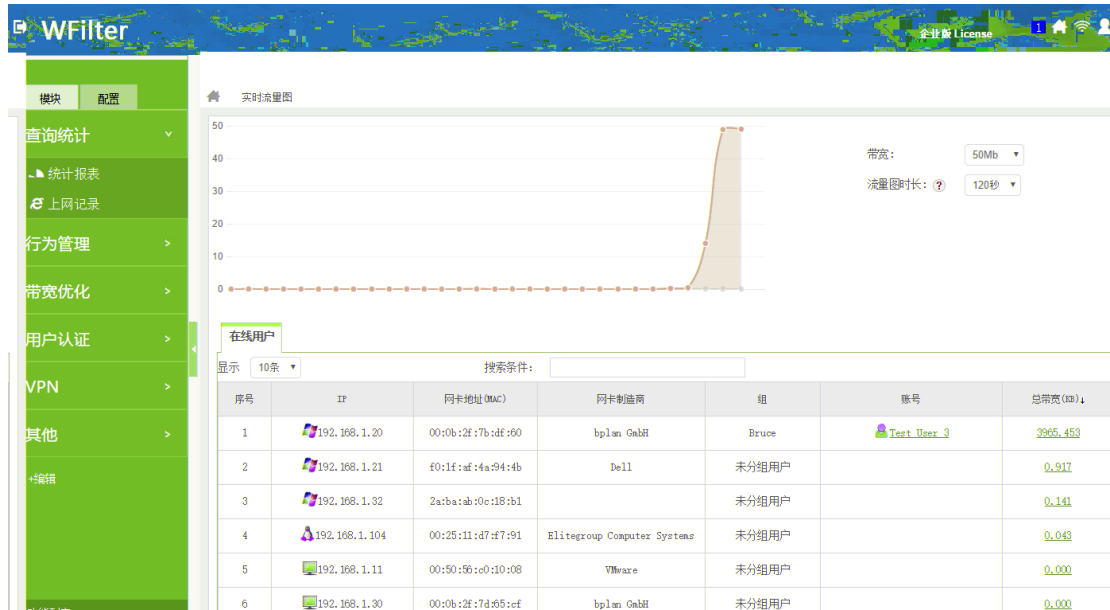 WFilter
企业版 License
1
模块 配置
查询统计
统计报表
上网记录
行为管理
带宽优化
用户认证
VPN
其他
+编辑
实时流量图
50
40
30
20
10
0
带宽: 50Mb
流量图时长: ? 120秒
在线用户
显示 10条 搜索条件:
序号 IP 网卡地址(MAC) 网卡制造商 组 账号 总带宽(KB)↓
1 192.168.1.20 00:0b:2f:7b:df:60 bplan GmbH Bruce Test User 3 3965.453
2 192.168.1.21 f0:1f:af:4a:94:4b Dell 未分组用户 0.917
3 192.168.1.32 2a:ba:ab:0c:18:b1 未分组用户 0.141
4 192.168.1.104 00:25:11:d7:f7:91 Elitegroup Computer Systems 未分组用户 0.043
5 192.168.1.11 00:50:56:c0:10:08 VMware 未分组用户 0.000
6 192.168.1.30 00:0b:2f:7d:65:cf bplan GmbH 未分组用户 0.000